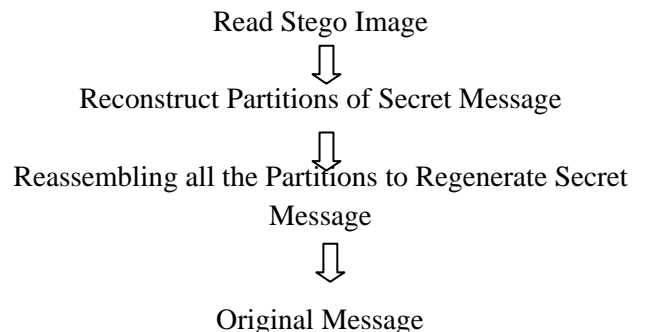 Read Stego Image
Reconstruct Partitions of Secret Message
Reassembling all the Partitions to Regenerate Secret
Message
Original Message